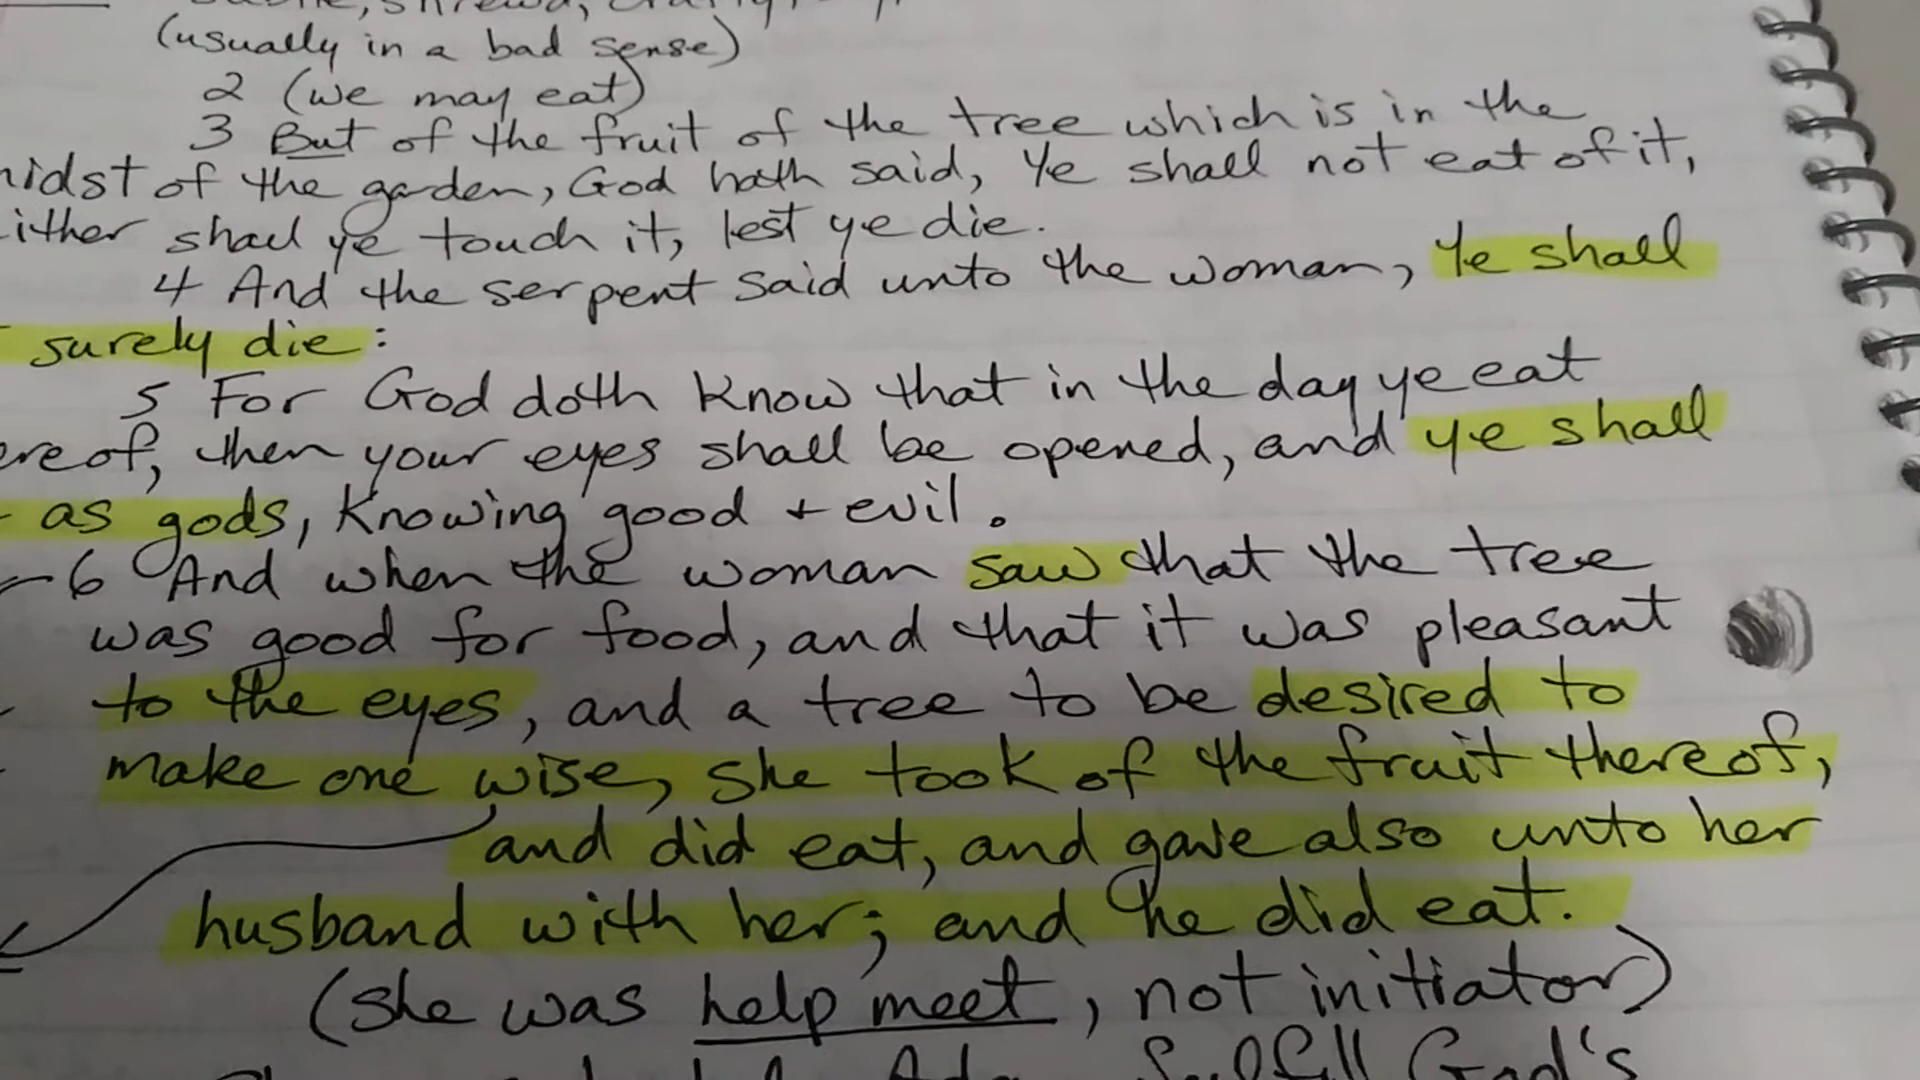 (usually in a bad sense)
2 (we may eat)
3 But of the fruit of the tree which is in the
midst of the garden, God hath said, Ye shall not eat of it,
ither shall ye touch it, lest ye die.
4 And the serpent said unto the woman, Ye shall
surely die:
5 For God doth know that in the day ye eat
ereof, then your eyes shall be opened, and ye shall
as gods, knowing good + evil.
6 And when the woman saw that the tree
was good for food, and that it was pleasant
to the eyes, and a tree to be desired to
make one wise, she took of the fruit thereof,
and did eat, and gave also unto her
husband with her; and he did eat.
(she was help meet, not initiator)
fulfill God's